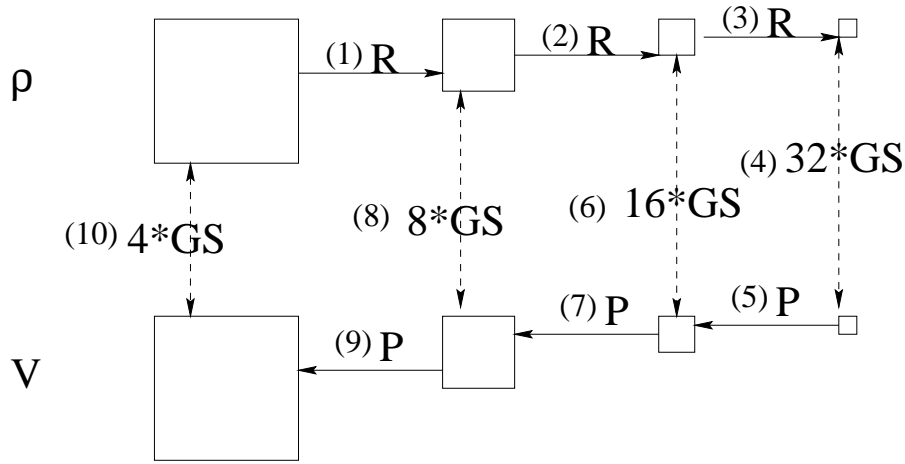 ρ
(1) R
(2) R
(3) R
(10) 4*GS
(8) 8*GS
(6) 16*GS
(4) 32*GS
V
(9) P
(7) P
(5) P